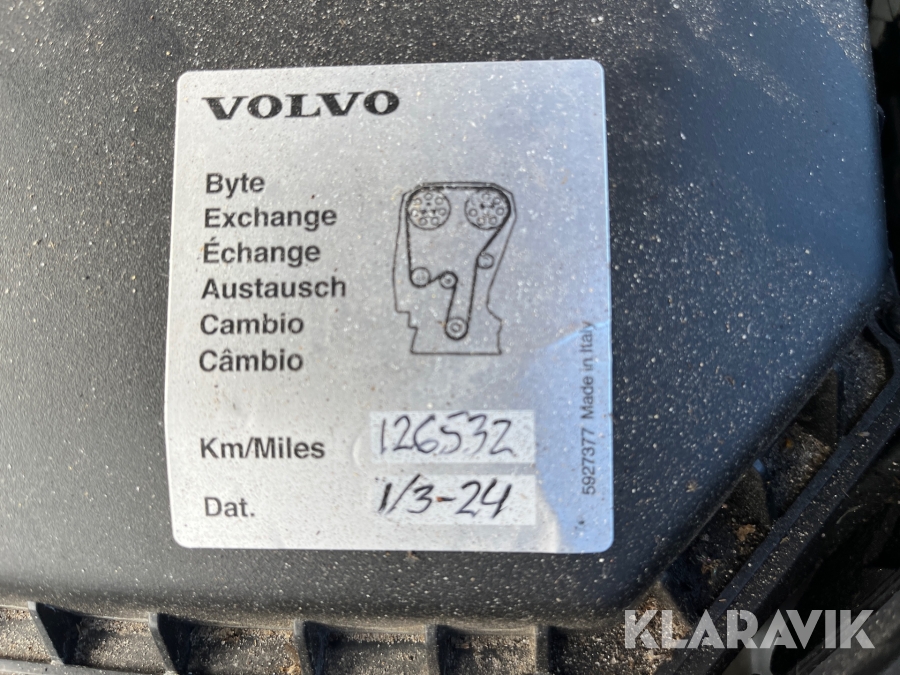 VOLVO
Byte
Exchange
Échange
Austausch
Cambio
Câmbio
Km/Miles 126532
Dat. 1/3-24
5927377 Made in Italy
KLARAVIK